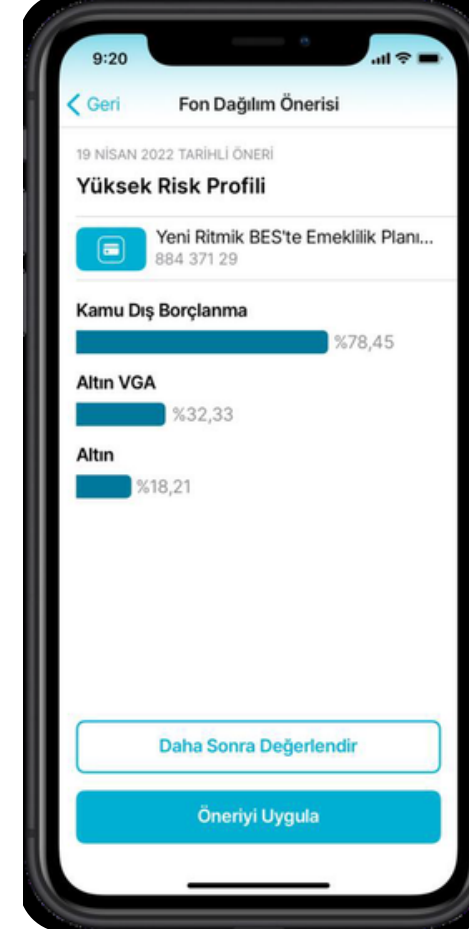 9:20
Geri
Fon Dağılım Önerisi
19 NİSAN 2022 TARİHLİ ÖNERİ
Yüksek Risk Profili
Yeni Ritmik BES'te Emeklilik Planı...
884 371 29
Kamu Dış Borçlanma
%78,45
Altın VGA
%32,33
Altın
%18,21
Daha Sonra Değerlendir
Öneriyi Uygula